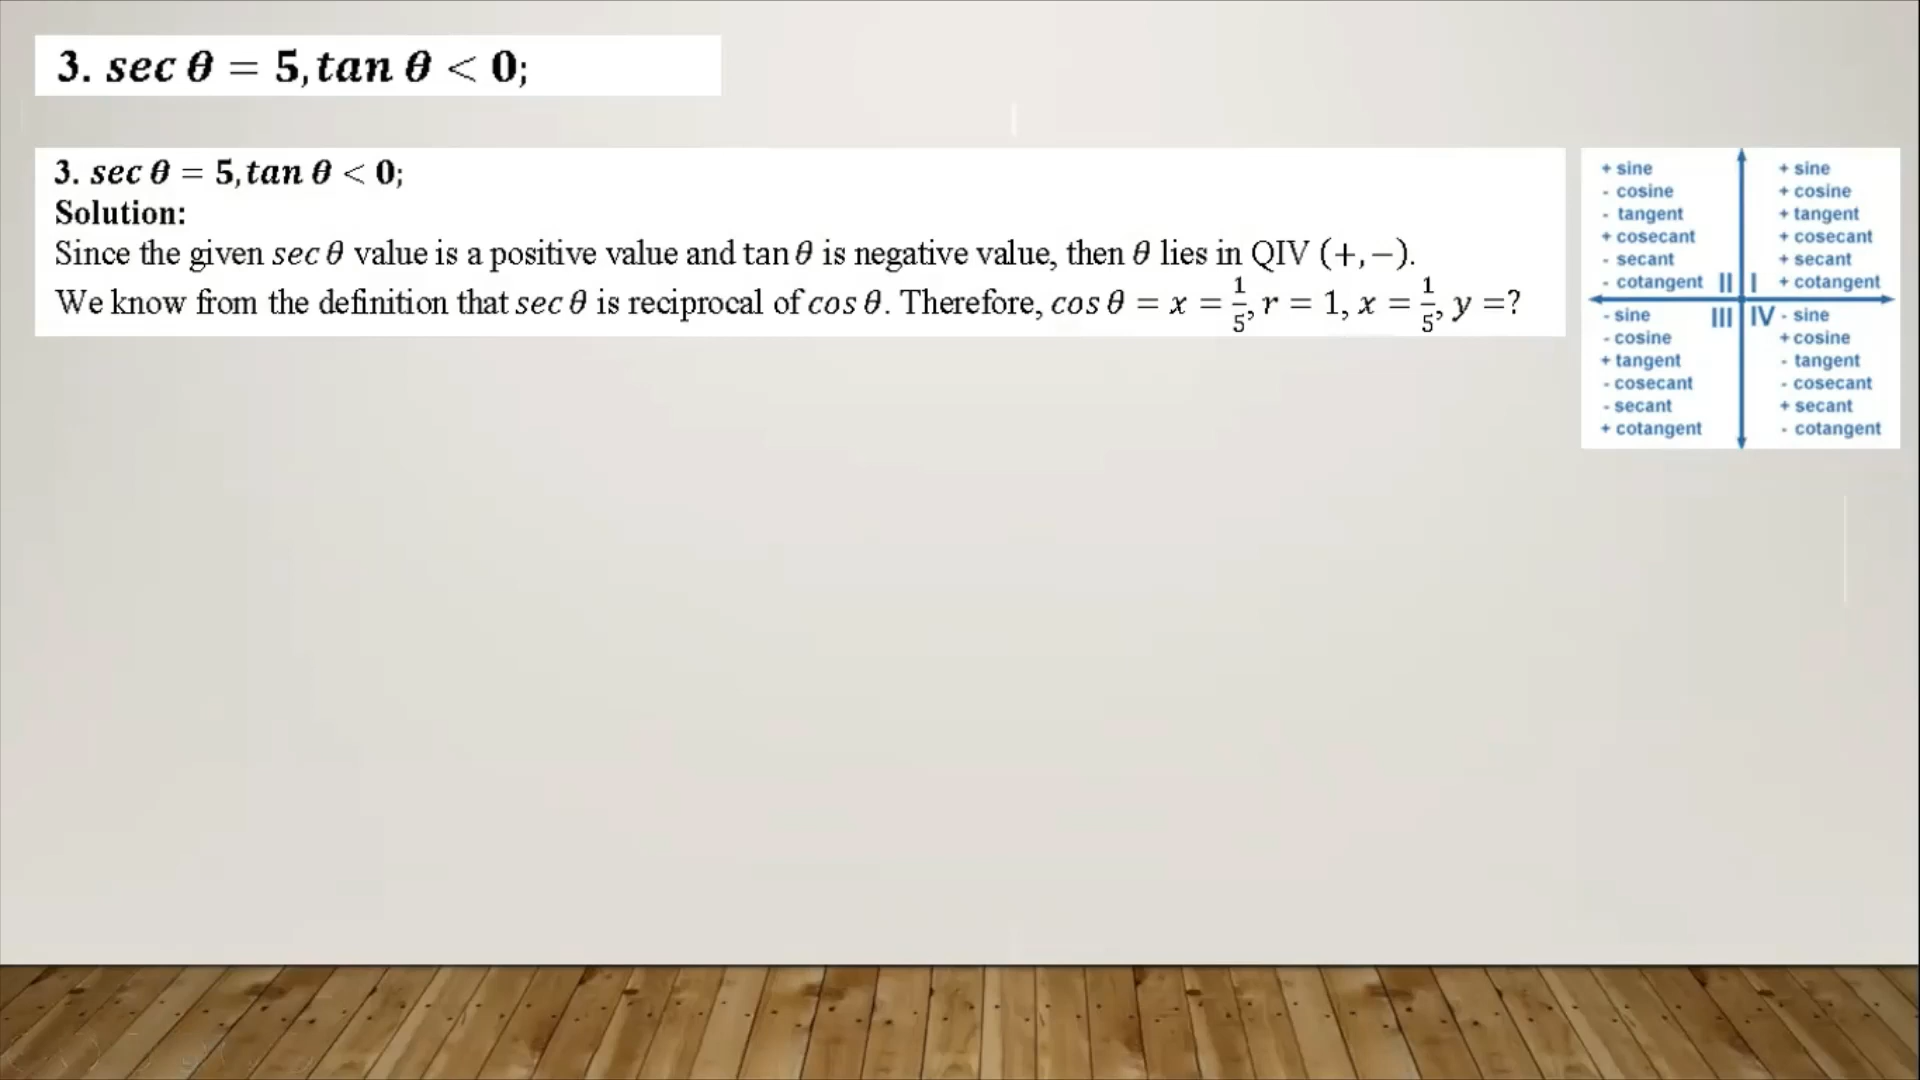 3. sec θ = 5, tan θ < 0;
3. sec θ = 5, tan θ < 0;
Solution:
Since the given sec θ value is a positive value and tan θ is negative value, then θ lies in QIV (+,−).
We know from the definition that sec θ is reciprocal of cos θ. Therefore, cos θ = x = 1/5, r = 1, x = 1/5, y =?
+ sine
- cosine
- tangent
+ cosecant
- secant
- cotangent II
+ sine
+ cosine
+ tangent
+ cosecant
+ secant
I + cotangent
- sine III
- cosine
+ tangent
- cosecant
- secant
+ cotangent
IV - sine
+ cosine
- tangent
- cosecant
+ secant
- cotangent